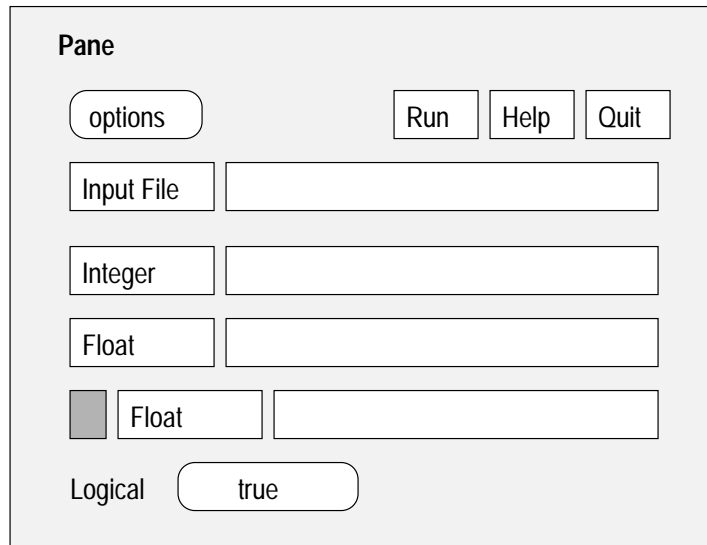 Pane
options Run Help Quit
Input File
Integer
Float
Float
Logical true